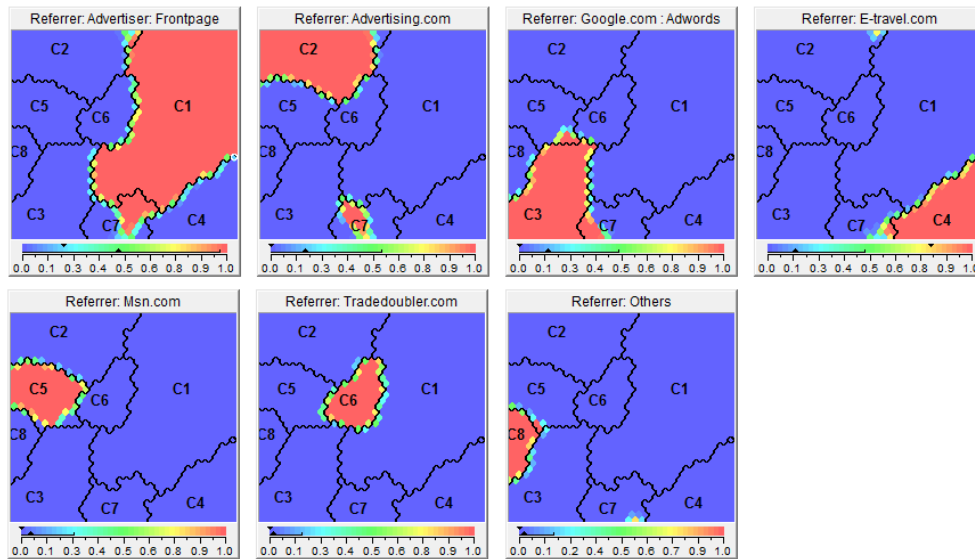 Referrer: Advertiser: Frontpage
C2
C1
C5
C6
C8
C3
C7
C4
0.0 0.1 0.2 0.3 0.4 0.5 0.6 0.7 0.8 0.9 1.0
Referrer: Advertising.com
C2
C1
C5
C6
C8
C3
C7
C4
0.0 0.1 0.2 0.3 0.4 0.5 0.6 0.7 0.8 0.9 1.0
Referrer: Google.com : Adwords
C2
C1
C5
C6
C8
C3
C7
C4
0.0 0.1 0.2 0.3 0.4 0.5 0.6 0.7 0.8 0.9 1.0
Referrer: E-travel.com
C2
C1
C5
C6
C8
C3
C7
C4
0.0 0.1 0.2 0.3 0.4 0.5 0.6 0.7 0.8 0.9 1.0
Referrer: Msn.com
C2
C1
C5
C6
C8
C3
C7
C4
0.0 0.1 0.2 0.3 0.4 0.5 0.6 0.7 0.8 0.9 1.0
Referrer: Tradedoubler.com
C2
C1
C5
C6
C8
C3
C7
C4
0.0 0.1 0.2 0.3 0.4 0.5 0.6 0.7 0.8 0.9 1.0
Referrer: Others
C2
C1
C5
C6
C8
C3
C7
C4
0.0 0.1 0.2 0.3 0.4 0.5 0.6 0.7 0.8 0.9 1.0